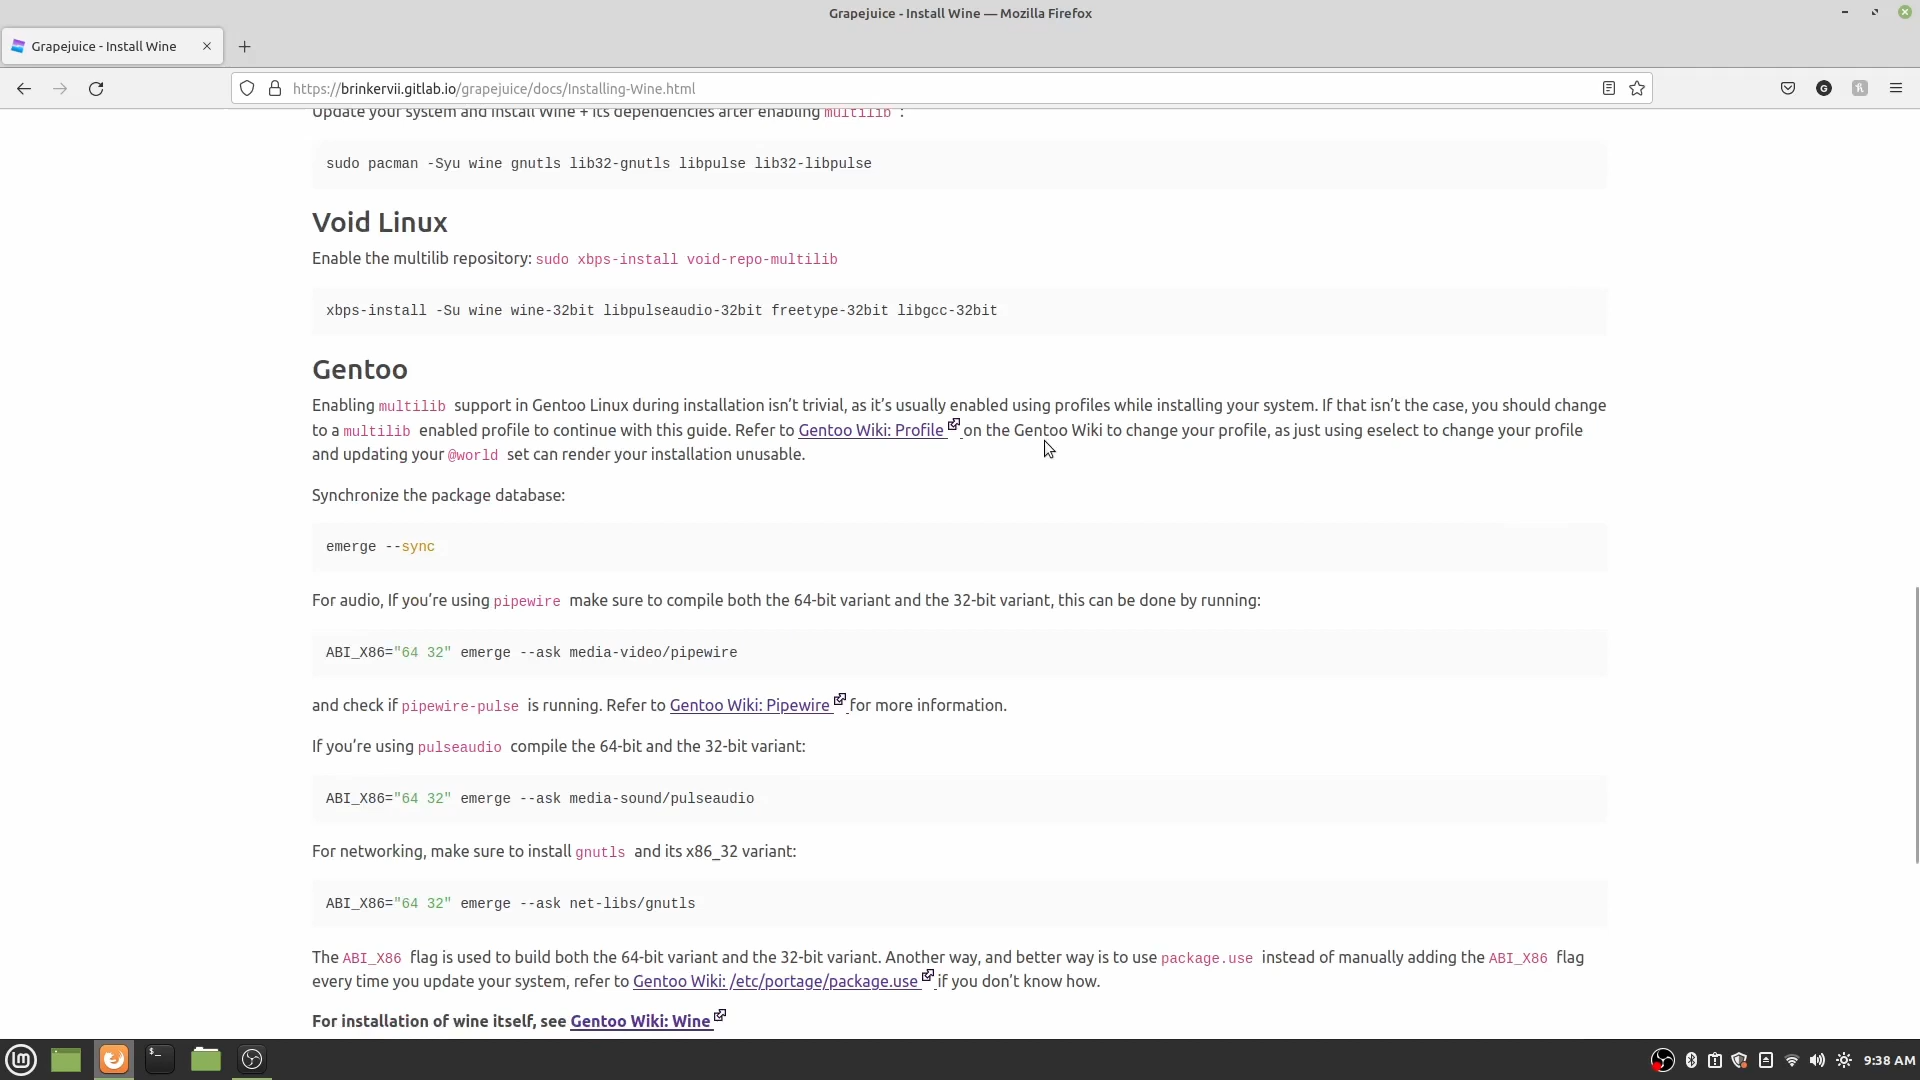 Grapejuice - Install Wine — Mozilla Firefox
Grapejuice - Install Wine
https://brinkervii.gitlab.io/grapejuice/docs/Installing-Wine.html
Update your system and install Wine + its dependencies after enabling multilib :
sudo pacman -Syu wine gnutls lib32-gnutls libpulse lib32-libpulse
Void Linux
Enable the multilib repository: sudo xbps-install void-repo-multilib
xbps-install -Su wine wine-32bit libpulseaudio-32bit freetype-32bit libgcc-32bit
Gentoo
Enabling multilib support in Gentoo Linux during installation isn’t trivial, as it’s usually enabled using profiles while installing your system. If that isn’t the case, you should change
to a multilib enabled profile to continue with this guide. Refer to Gentoo Wiki: Profile on the Gentoo Wiki to change your profile, as just using eselect to change your profile
and updating your @world set can render your installation unusable.
Synchronize the package database:
emerge --sync
For audio, If you’re using pipewire make sure to compile both the 64-bit variant and the 32-bit variant, this can be done by running:
ABI_X86="64 32" emerge --ask media-video/pipewire
and check if pipewire-pulse is running. Refer to Gentoo Wiki: Pipewire for more information.
If you’re using pulseaudio compile the 64-bit and the 32-bit variant:
ABI_X86="64 32" emerge --ask media-sound/pulseaudio
For networking, make sure to install gnutls and its x86_32 variant:
ABI_X86="64 32" emerge --ask net-libs/gnutls
The ABI_X86 flag is used to build both the 64-bit variant and the 32-bit variant. Another way, and better way is to use package.use instead of manually adding the ABI_X86 flag
every time you update your system, refer to Gentoo Wiki: /etc/portage/package.use if you don’t know how.
For installation of wine itself, see Gentoo Wiki: Wine
9:38 AM